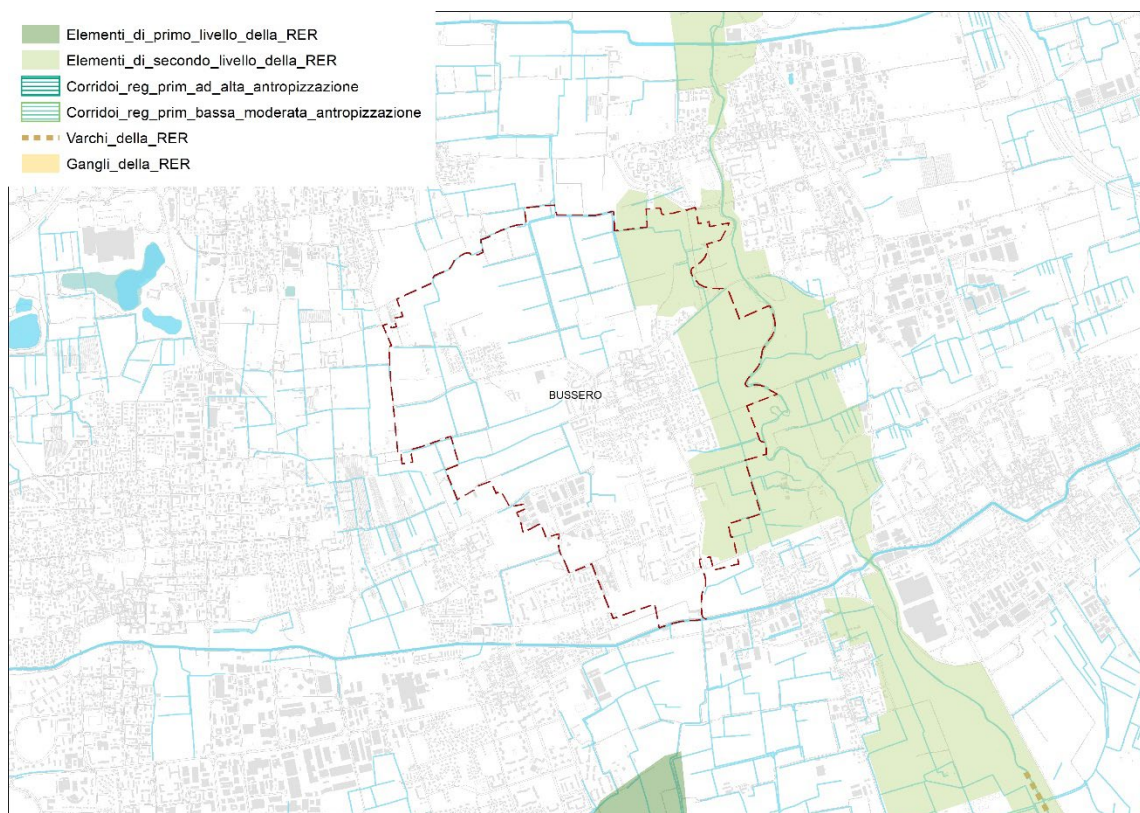 Elementi_di_primo_livello_della_RER
Elementi_di_secondo_livello_della_RER
Corridoi_reg_prim_ad_alta_antropizzazione
Corridoi_reg_prim_bassa_moderata_antropizzazione
Varchi_della_RER
Gangli_della_RER
BUSSERO